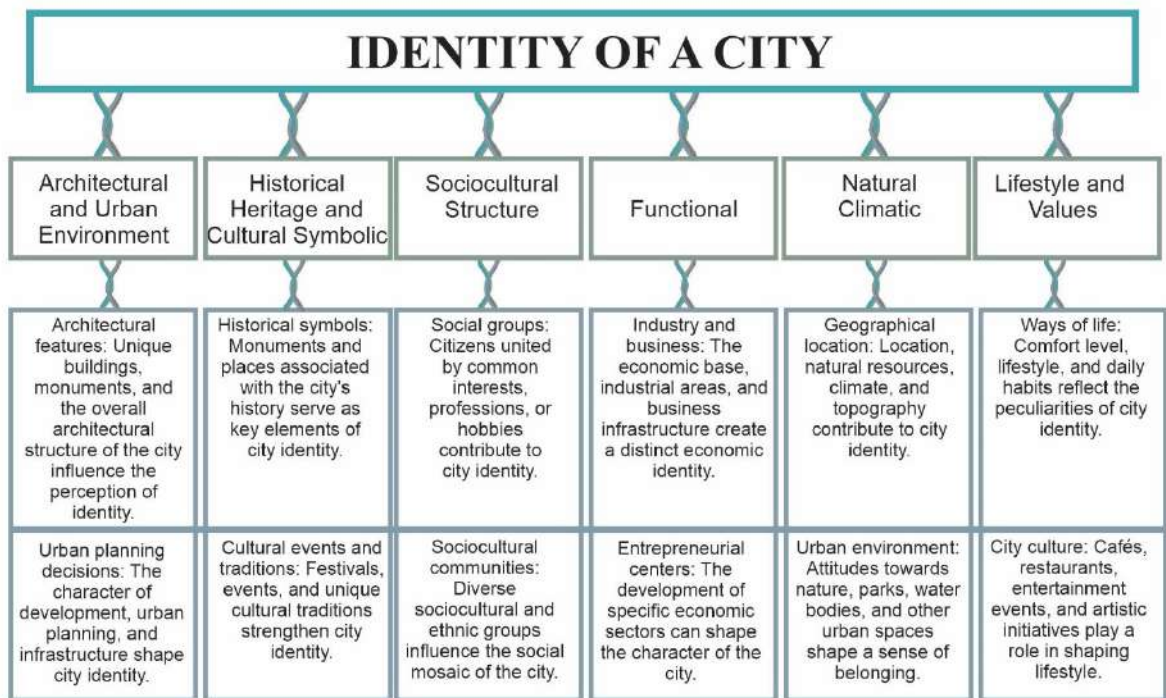 IDENTITY OF A CITY
Architectural
and Urban
Environment
Historical
Heritage and
Cultural Symbolic
Sociocultural
Structure
Functional
Natural
Climatic
Lifestyle and
Values
Architectural
features: Unique
buildings,
monuments, and
the overall
architectural
structure of the city
influence the
perception of
identity.
Historical symbols:
Monuments and
places associated
with the city's
history serve as
key elements of
city identity.
Social groups:
Citizens united
by common
interests,
professions, or
hobbies
contribute to
city identity.
Industry and
business: The
economic base,
industrial areas,
and business
infrastructure create
a distinct economic
identity.
Geographical
location: Location,
natural resources,
climate, and
topography
contribute to city
identity.
Ways of life:
Comfort level,
lifestyle, and daily
habits reflect the
peculiarities of city
identity.
Urban planning
decisions: The
character of
development, urban
planning, and
infrastructure shape
city identity.
Cultural events and
traditions: Festivals,
events, and unique
cultural traditions
strengthen city
identity.
Sociocultural
communities:
Diverse
sociocultural and
ethnic groups
influence the social
mosaic of the city.
Entrepreneurial
centers: The
development of
specific economic
sectors can shape
the character of the
city.
Urban environment:
Attitudes towards
nature, parks, water
bodies, and other
urban spaces
shape a sense of
belonging.
City culture: Cafés,
restaurants,
entertainment
events, and artistic
initiatives play a
role in shaping
lifestyle.